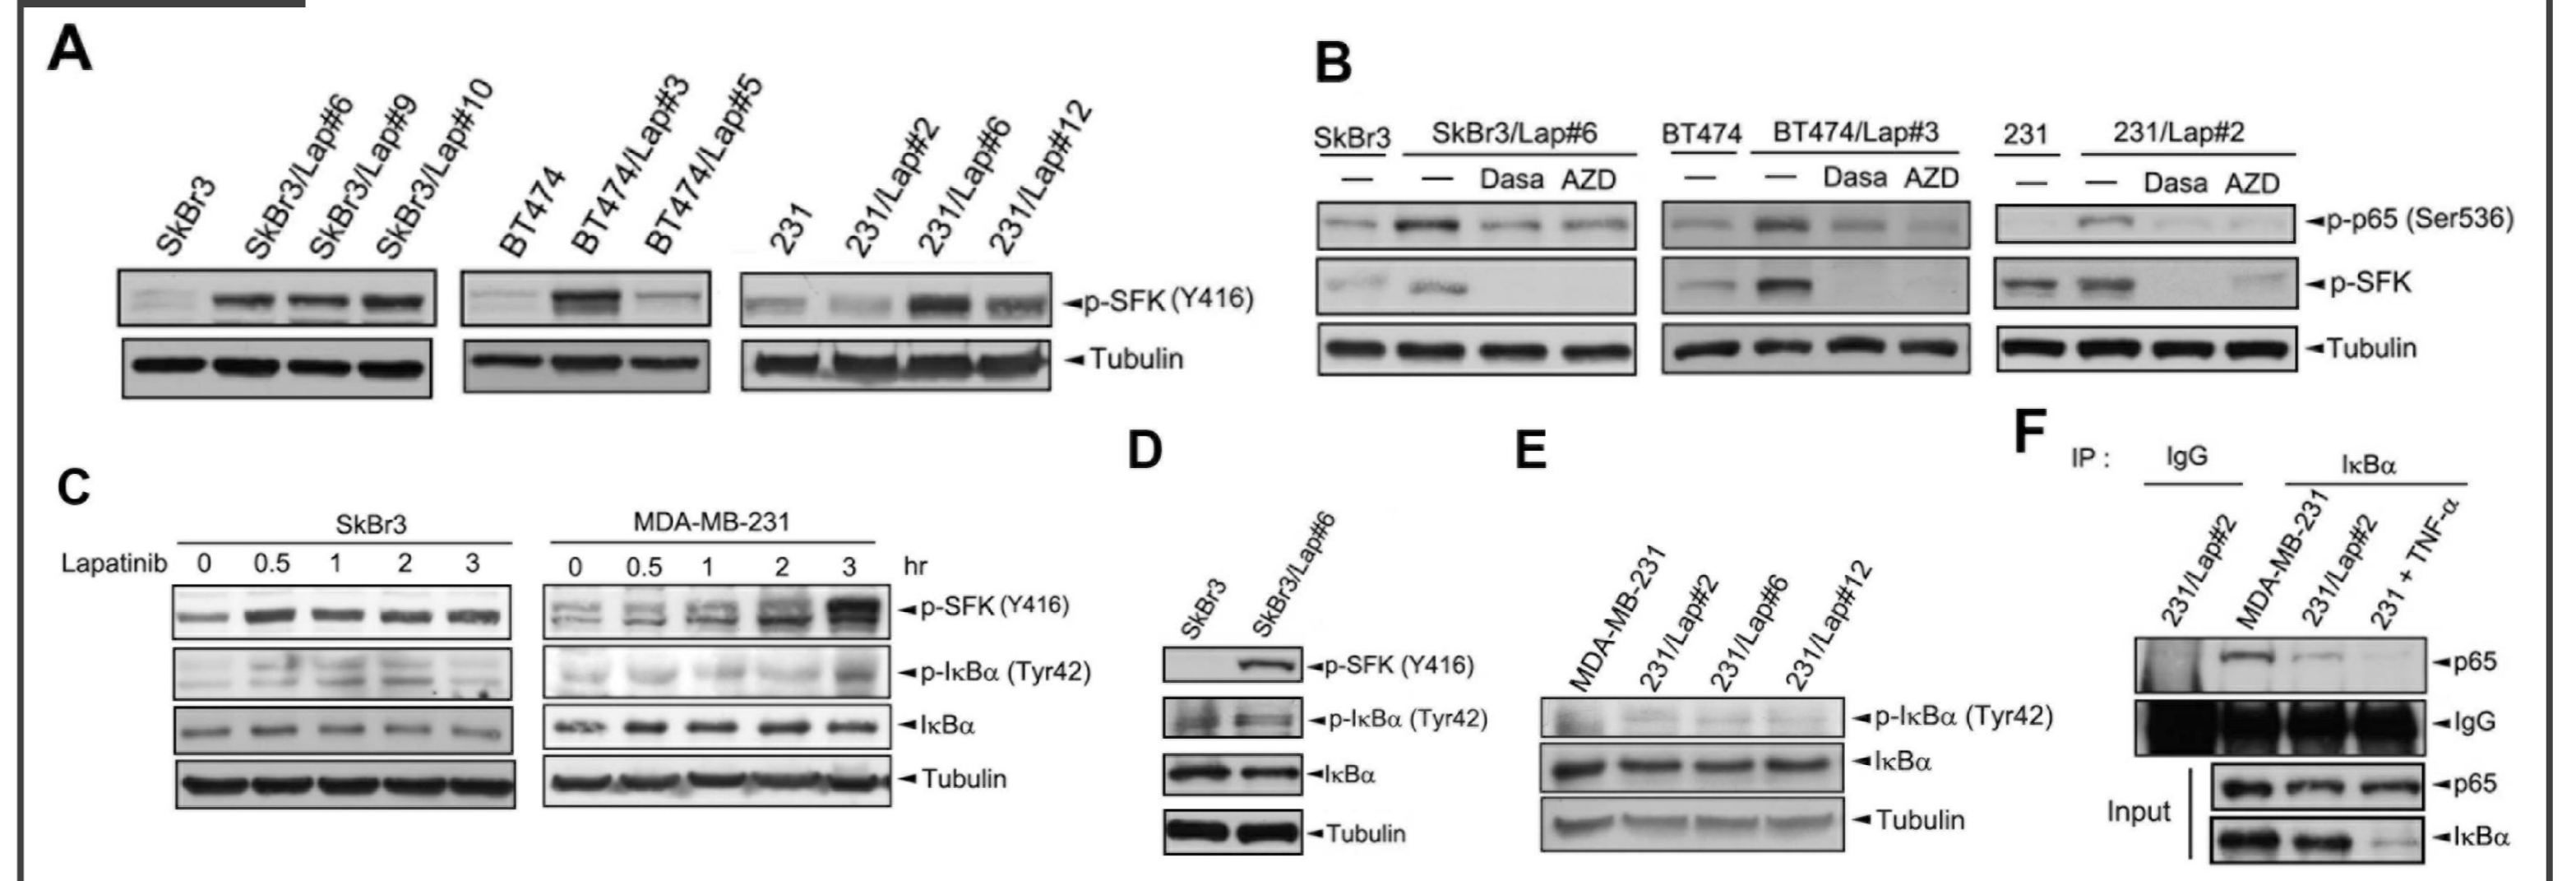 A
SkBr3
SkBr3/Lap#6
SkBr3/Lap#9
SkBr3/Lap#10
BT474
BT474/Lap#3
BT474/Lap#5
231
231/Lap#2
231/Lap#6
231/Lap#12
p-SFK (Y416)
Tubulin
B
SkBr3 SkBr3/Lap#6 BT474 BT474/Lap#3 231 231/Lap#2
— — Dasa AZD — — Dasa AZD — — Dasa AZD
p-p65 (Ser536)
p-SFK
Tubulin
C
SkBr3 MDA-MB-231
Lapatinib 0 0.5 1 2 3 0 0.5 1 2 3 hr
p-SFK (Y416)
p-IκBα (Tyr42)
IκBα
Tubulin
D
SkBr3
SkBr3/Lap#6
p-SFK (Y416)
p-IκBα (Tyr42)
IκBα
Tubulin
E
MDA-MB-231
231/Lap#2
231/Lap#6
231/Lap#12
p-IκBα (Tyr42)
IκBα
Tubulin
F
IP : IgG IκBα
231/Lap#2
MDA-MB-231
231/Lap#2
231 + TNF-α
p65
IgG
Input
p65
IκBα